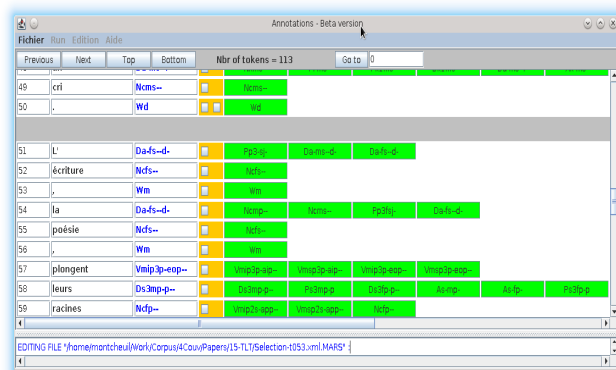 Annotations - Beta version
Fichier Run Edition Aide
Previous Next Top Bottom Nbr of tokens = 113 Go to 0
49 cri Ncms-- Ncms--
50 . Wd Wd
51 L' Da-fs--d- Pp3-sj- Da-ms--d- Da-fs--d-
52 écriture Ncfs-- Ncfs--
53 , Wm Wm
54 la Da-fs--d- Ncmp-- Ncms-- Pp3fsj- Da-fs--d-
55 poésie Ncfs-- Ncfs--
56 , Wm Wm
57 plongent Vmip3p-eop-- Vmip3p-aip-- Vmsp3p-aip-- Vmip3p-eop-- Vmsp3p-eop--
58 leurs Ds3mp-p-- Ds3mp-p-- Ps3mp-p Ds3fp-p-- As-mp- As-fp- Ps3fp-p
59 racines Ncfp-- Vmip2s-app-- Vmsp2s-app-- Ncfp--
EDITING FILE "/home/montcheuil/Work/Corpus/4Couv/Papers/15-TLT/Selection-t053.xml.MARS" :